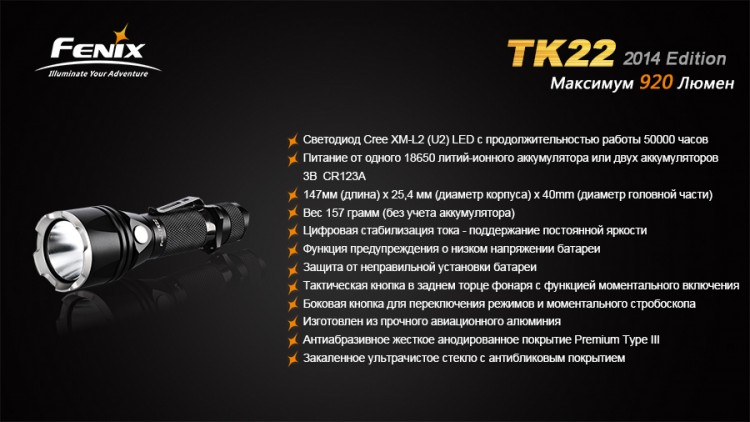 FENIX
Illuminate Your Adventure
TK22 2014 Edition
Максимум 920 Люмен
Светодиод Cree XM-L2 (U2) LED с продолжительностью работы 50000 часов
Питание от одного 18650 литий-ионного аккумулятора или двух аккумуляторов
3В CR123A
147мм (длина) х 25,4 мм (диаметр корпуса) х 40mm (диаметр головной части)
Вес 157 грамм (без учета аккумулятора)
Цифровая стабилизация тока - поддержание постоянной яркости
Функция предупреждения о низком напряжении батареи
Защита от неправильной установки батареи
Тактическая кнопка в заднем торце фонаря с функцией моментального включения
Боковая кнопка для переключения режимов и моментального стробоскопа
Изготовлен из прочного авиационного алюминия
Антиабразивное жесткое анодированное покрытие Premium Type III
Закаленное ультрачистое стекло с антибликовым покрытием